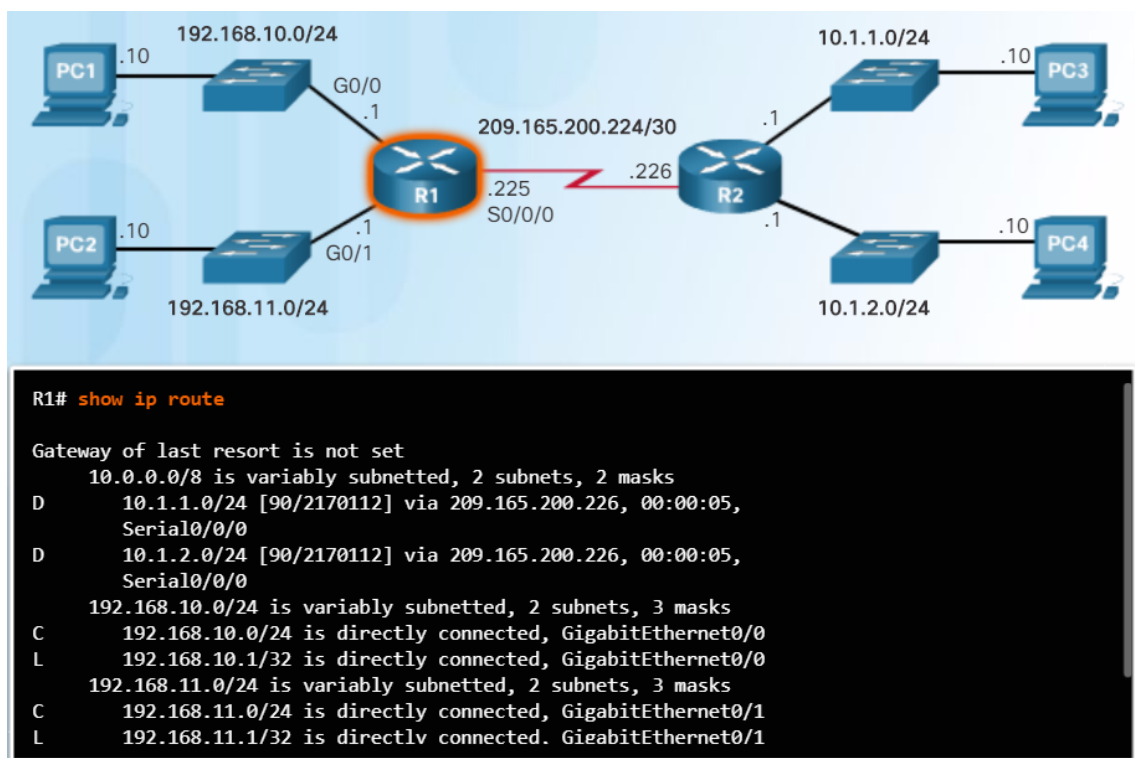 192.168.10.0/24
10.1.1.0/24
PC1
.10
.10
PC3
G0/0
.1
209.165.200.224/30
.1
R1
.225
.226
R2
S0/0/0
PC2
.10
.1
.1
.10
PC4
G0/1
192.168.11.0/24
10.1.2.0/24
R1# show ip route
Gateway of last resort is not set
10.0.0.0/8 is variably subnetted, 2 subnets, 2 masks
D 10.1.1.0/24 [90/2170112] via 209.165.200.226, 00:00:05,
Serial0/0/0
D 10.1.2.0/24 [90/2170112] via 209.165.200.226, 00:00:05,
Serial0/0/0
192.168.10.0/24 is variably subnetted, 2 subnets, 3 masks
C 192.168.10.0/24 is directly connected, GigabitEthernet0/0
L 192.168.10.1/32 is directly connected, GigabitEthernet0/0
192.168.11.0/24 is variably subnetted, 2 subnets, 3 masks
C 192.168.11.0/24 is directly connected, GigabitEthernet0/1
L 192.168.11.1/32 is directly connected, GigabitEthernet0/1